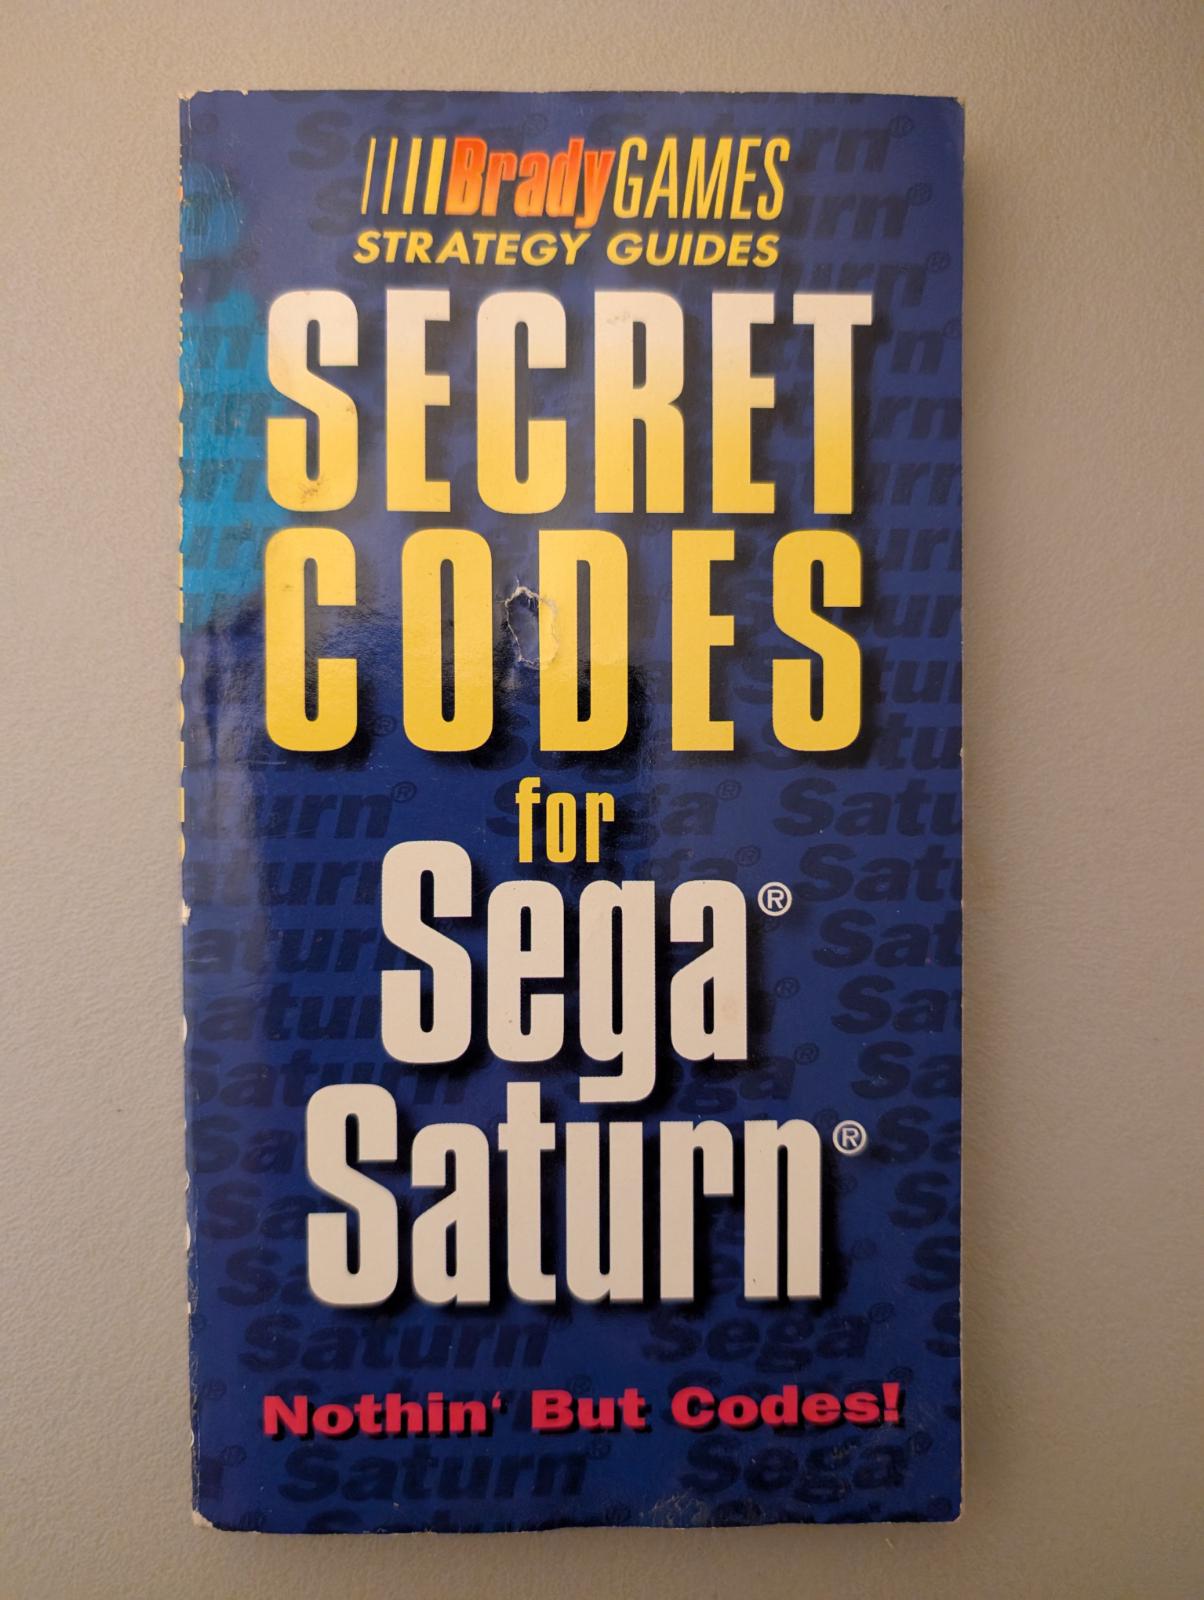 BradyGAMES
STRATEGY GUIDES
SECRET
CODES
for
Sega®
Saturn®
Nothin‘ But Codes!